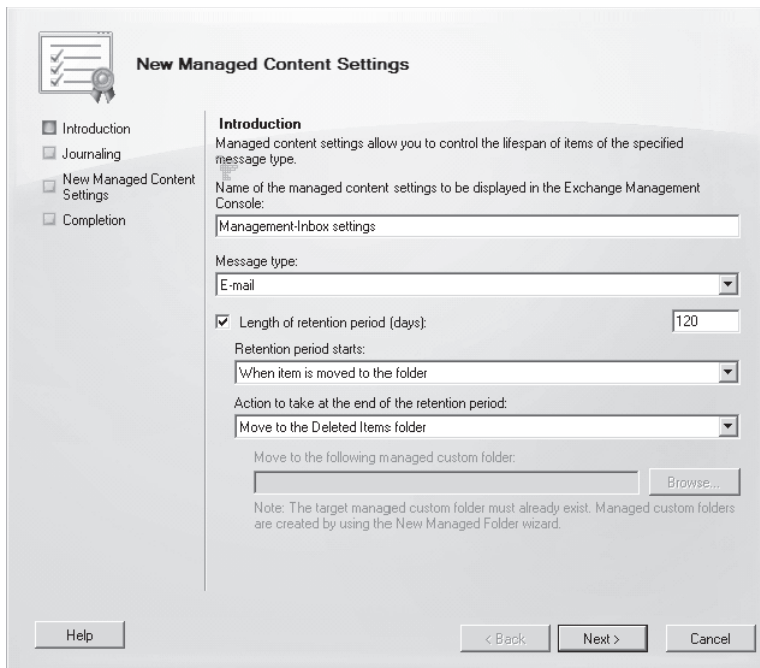 New Managed Content Settings
Introduction
Journaling
New Managed Content
Settings
Completion
Introduction
Managed content settings allow you to control the lifespan of items of the specified
message type.
Name of the managed content settings to be displayed in the Exchange Management
Console:
Management-Inbox settings
Message type:
E-mail
Length of retention period (days):
120
Retention period starts:
When item is moved to the folder
Action to take at the end of the retention period:
Move to the Deleted Items folder
Move to the following managed custom folder:
Browse...
Note: The target managed custom folder must already exist. Managed custom folders
are created by using the New Managed Folder wizard.
Help
< Back
Next >
Cancel